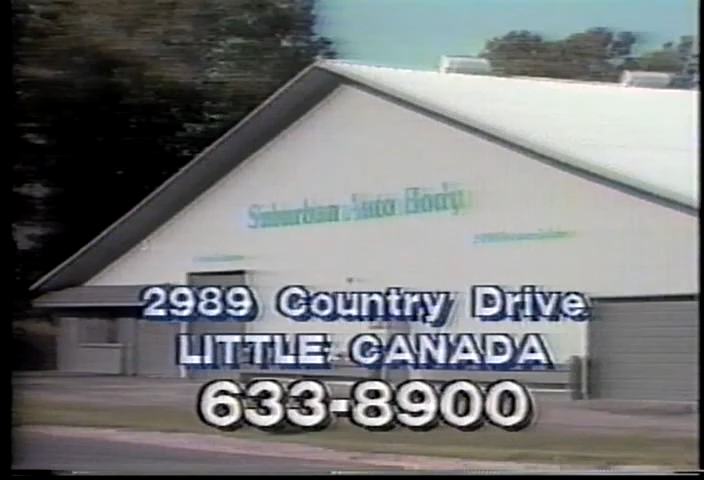 Suburban Auto Body
2989 Country Drive
LITTLE CANADA
633-8900